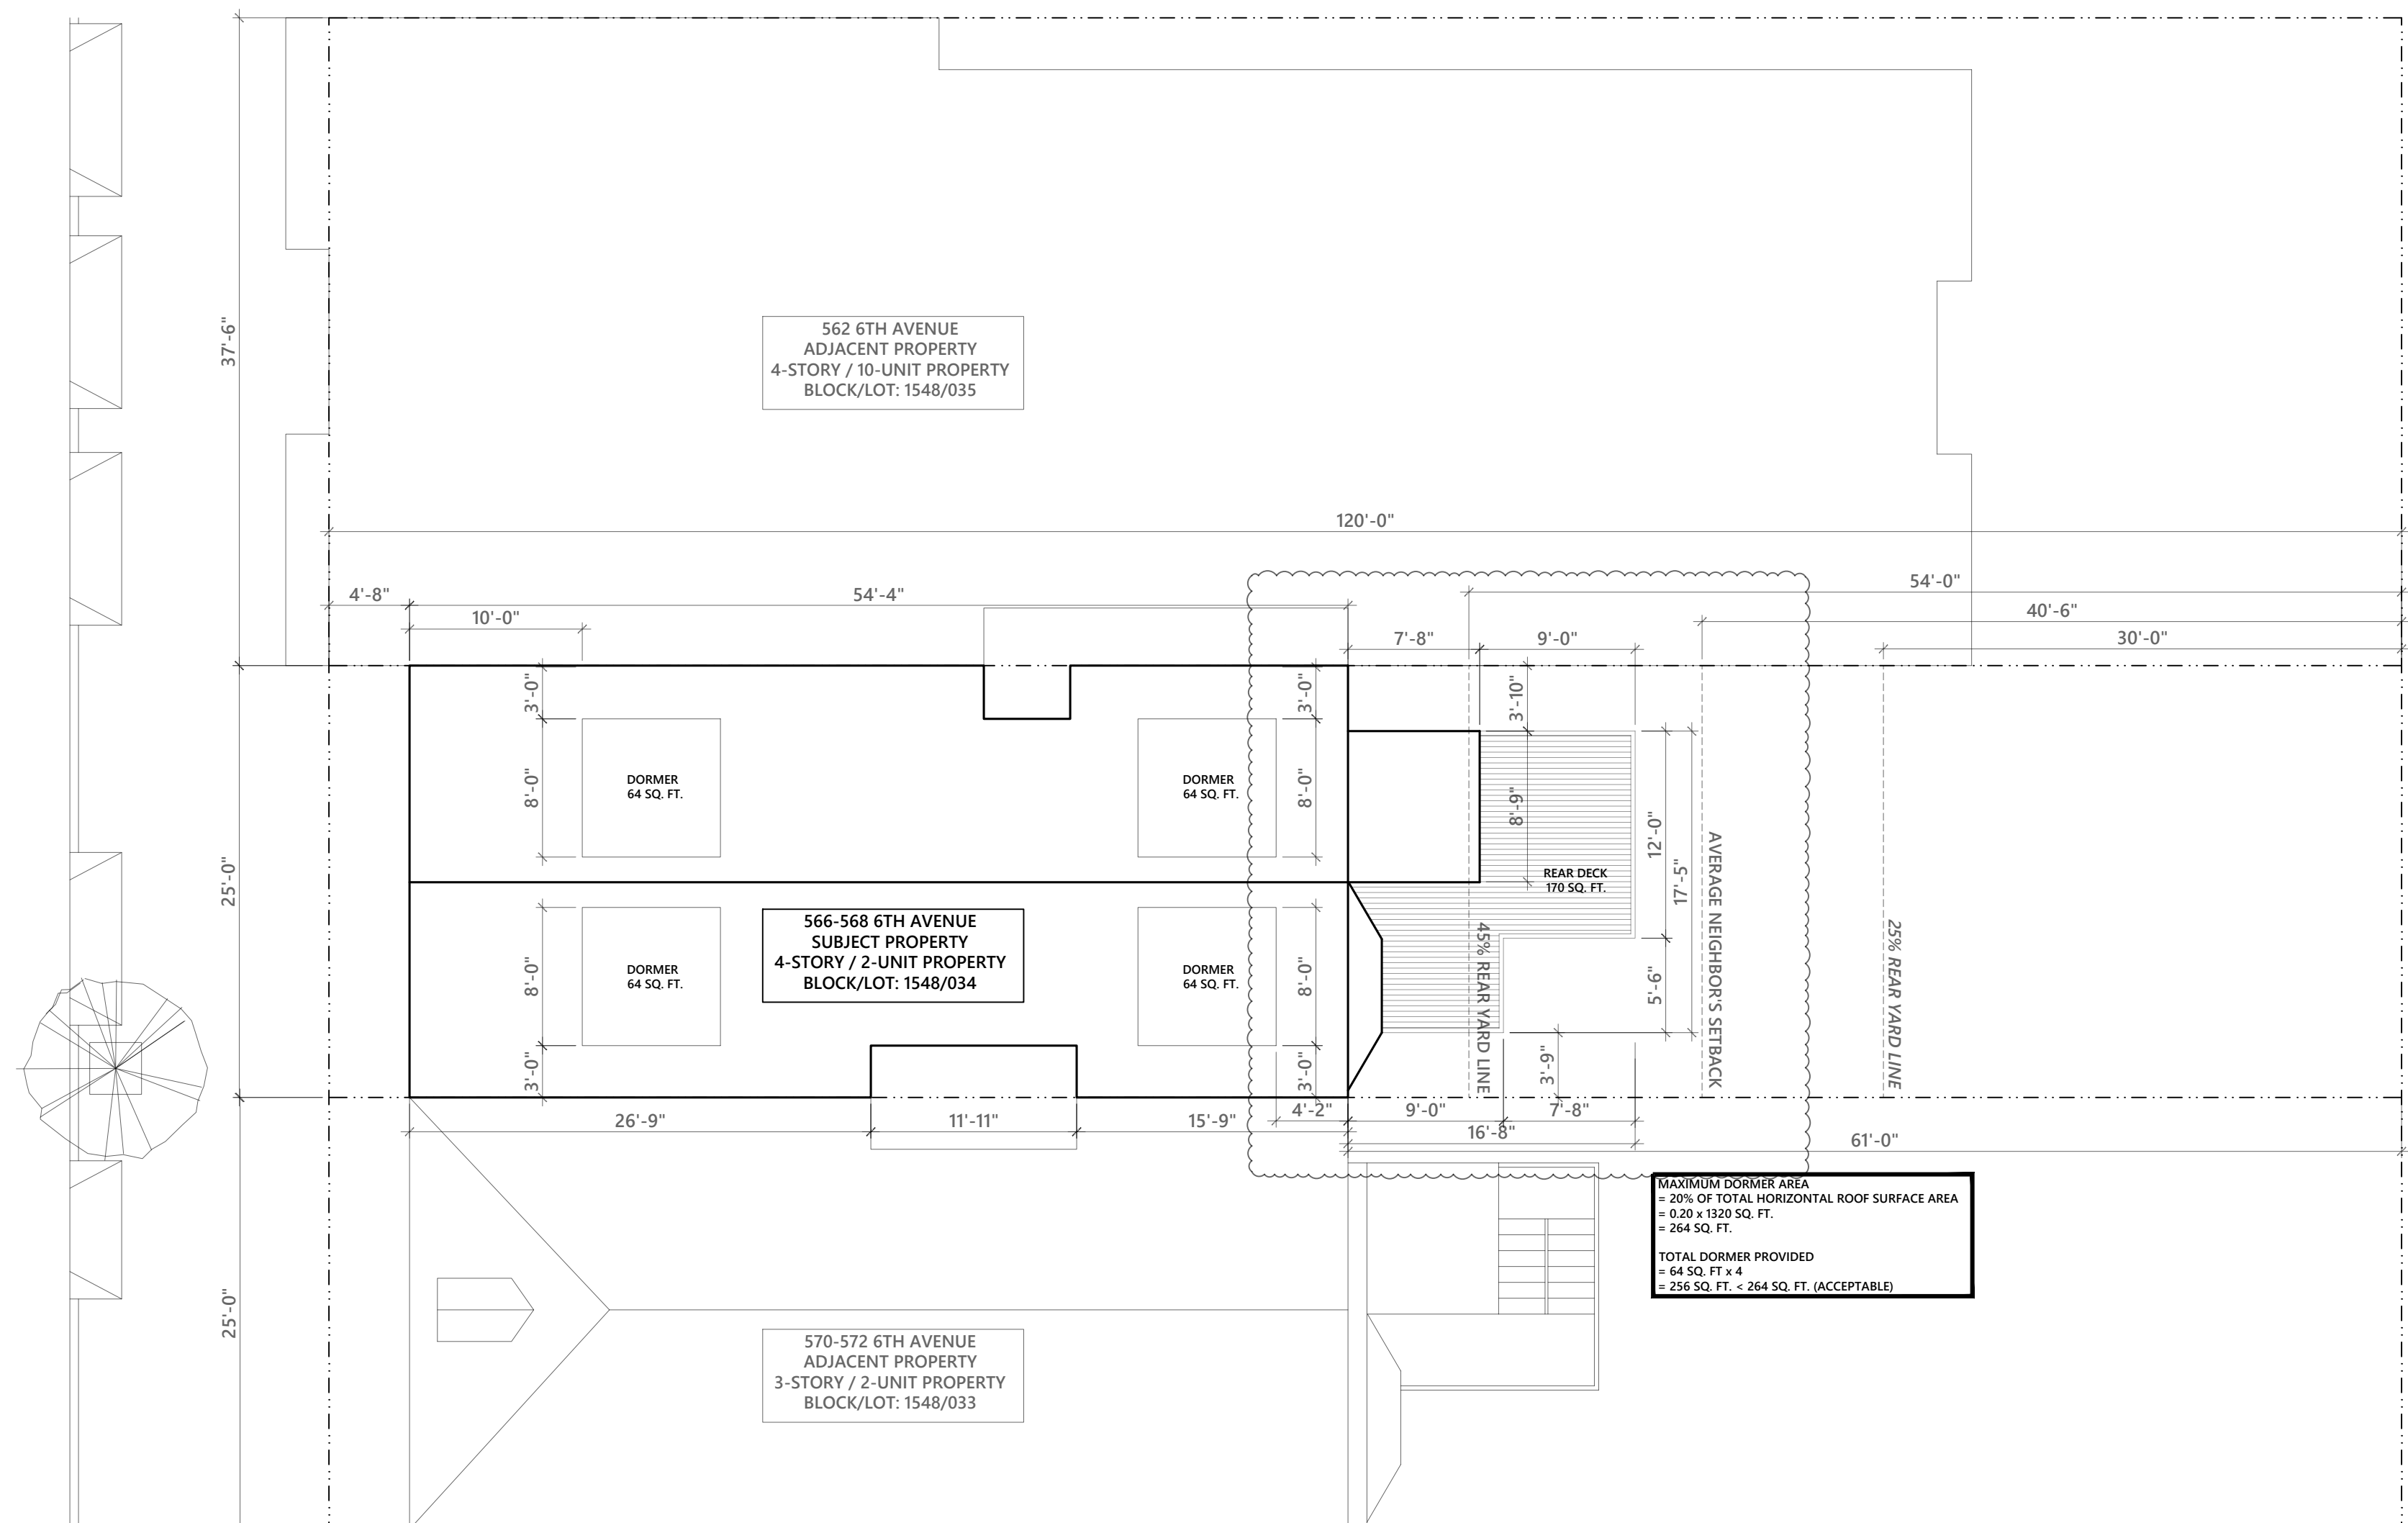 37'-6"
562 6TH AVENUE
ADJACENT PROPERTY
4-STORY / 10-UNIT PROPERTY
BLOCK/LOT: 1548/035
120'-0"
4'-8"
54'-4"
54'-0"
10'-0"
40'-6"
7'-8"
9'-0"
30'-0"
3'-0"
3'-0"
3'-10"
8'-0"
DORMER
64 SQ. FT.
DORMER
64 SQ. FT.
8'-0"
8'-9"
12'-0"
17'-5"
REAR DECK
170 SQ. FT.
25'-0"
566-568 6TH AVENUE
SUBJECT PROPERTY
4-STORY / 2-UNIT PROPERTY
BLOCK/LOT: 1548/034
8'-0"
DORMER
64 SQ. FT.
DORMER
64 SQ. FT.
8'-0"
45% REAR YARD LINE
5'-6"
AVERAGE NEIGHBOR'S SETBACK
25% REAR YARD LINE
3'-0"
3'-0"
3'-9"
26'-9"
11'-11"
15'-9"
4'-2"
9'-0"
7'-8"
16'-8"
61'-0"
MAXIMUM DORMER AREA
= 20% OF TOTAL HORIZONTAL ROOF SURFACE AREA
= 0.20 x 1320 SQ. FT.
= 264 SQ. FT.
TOTAL DORMER PROVIDED
= 64 SQ. FT x 4
= 256 SQ. FT. < 264 SQ. FT. (ACCEPTABLE)
25'-0"
570-572 6TH AVENUE
ADJACENT PROPERTY
3-STORY / 2-UNIT PROPERTY
BLOCK/LOT: 1548/033